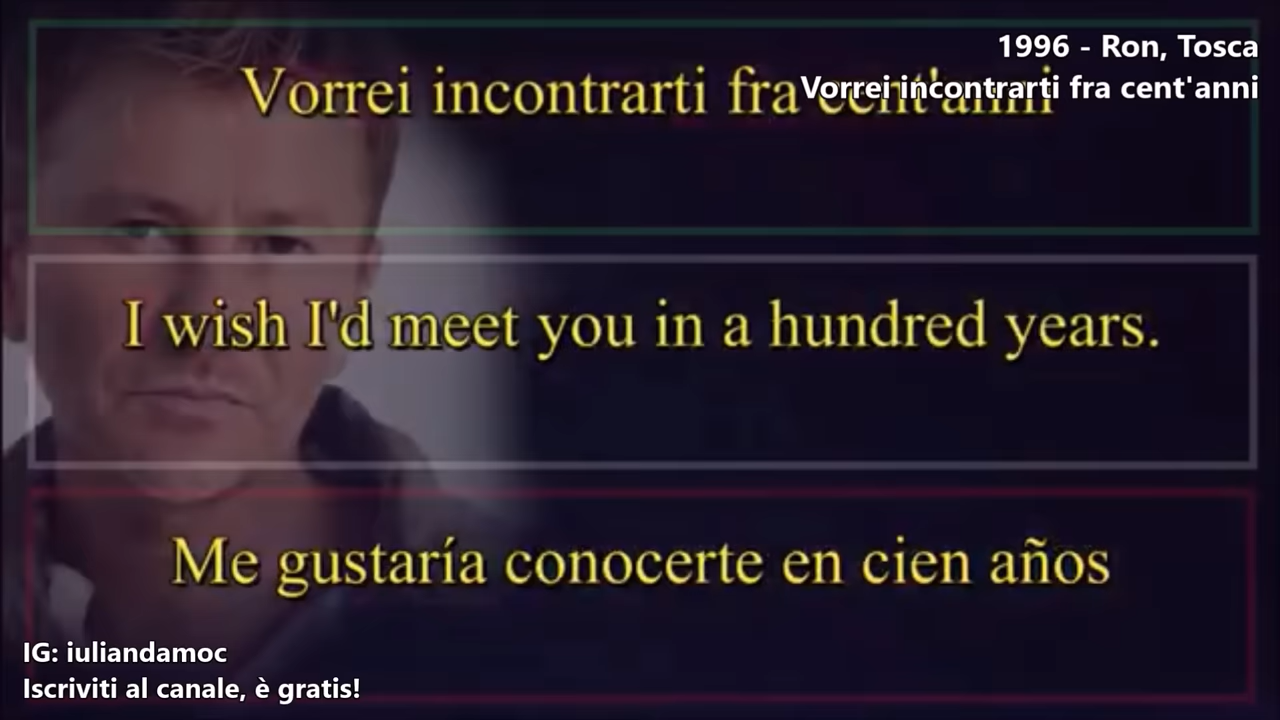 1996 - Ron, Tosca
Vorrei incontrarti fra cent'anni
Vorrei incontrarti fra cent'anni
I wish I'd meet you in a hundred years.
Me gustaría conocerte en cien años
IG: iuliandamoc
Iscriviti al canale, è gratis!